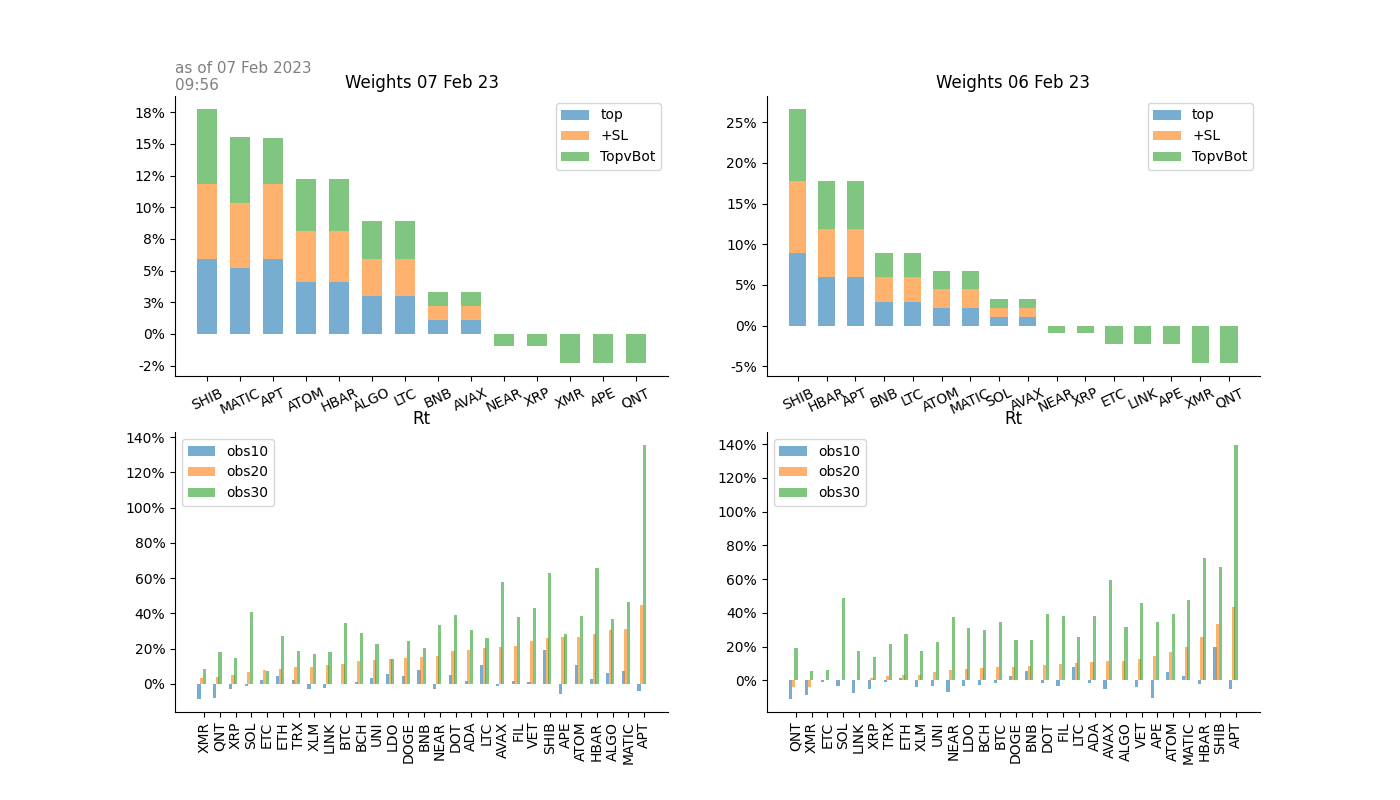 as of 07 Feb 2023
09:56
Weights 07 Feb 23
18%
15%
12%
10%
8%
5%
3%
0%
-2%
top
+SL
TopvBot
SHIB MATIC APT ATOM HBAR ALGO LTC BNB AVAX NEAR XRP XMR APE QNT
Weights 06 Feb 23
25%
20%
15%
10%
5%
0%
-5%
top
+SL
TopvBot
SHIB HBAR APT BNB LTC ATOM MATIC SOL AVAX NEAR XRP ETC LINK APE XMR QNT
Rt
140%
120%
100%
80%
60%
40%
20%
0%
obs10
obs20
obs30
XMR QNT XRP SOL ETC ETH TRX XLM LINK BTC BCH UNI LDO DOGE BNB NEAR DOT ADA LTC AVAX FIL VET SHIB APE ATOM HBAR ALGO MATIC APT
Rt
140%
120%
100%
80%
60%
40%
20%
0%
obs10
obs20
obs30
QNT XMR ETC SOL LINK XRP TRX ETH XLM UNI NEAR LDO BCH BTC DOGE BNB DOT FIL LTC ADA AVAX ALGO VET APE ATOM MATIC HBAR SHIB APT